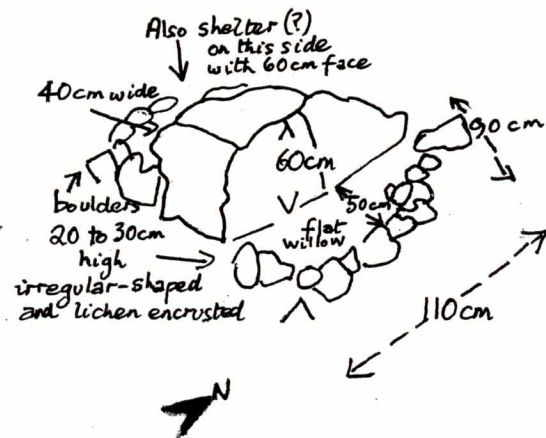 Also shelter (?)
on this side
with 60cm face
40cm wide
90 cm
60cm
50cm
flat
willow
boulders
20 to 30cm
high
irregular-shaped
and lichen encrusted
110cm
N